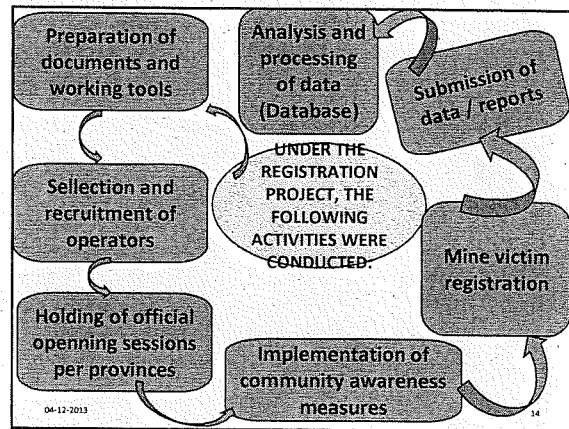 Preparation of
documents and
working tools
Analysis and
processing
of data
(Database)
Submission of
data / reports
UNDER THE
REGISTRATION
PROJECT, THE
FOLLOWING
ACTIVITIES WERE
CONDUCTED.
Sellection and
recruitment of
operators
Mine victim
registration
Holding of official
openning sessions
per provinces
Implementation of
community awareness
measures
04-12-2013
14